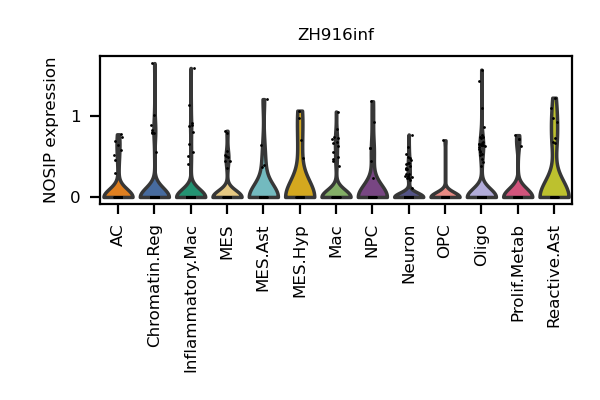 ZH916inf
NOSIP expression
1
0
AC
Chromatin.Reg
Inflammatory.Mac
MES
MES.Ast
MES.Hyp
Mac
NPC
Neuron
OPC
Oligo
Prolif.Metab
Reactive.Ast